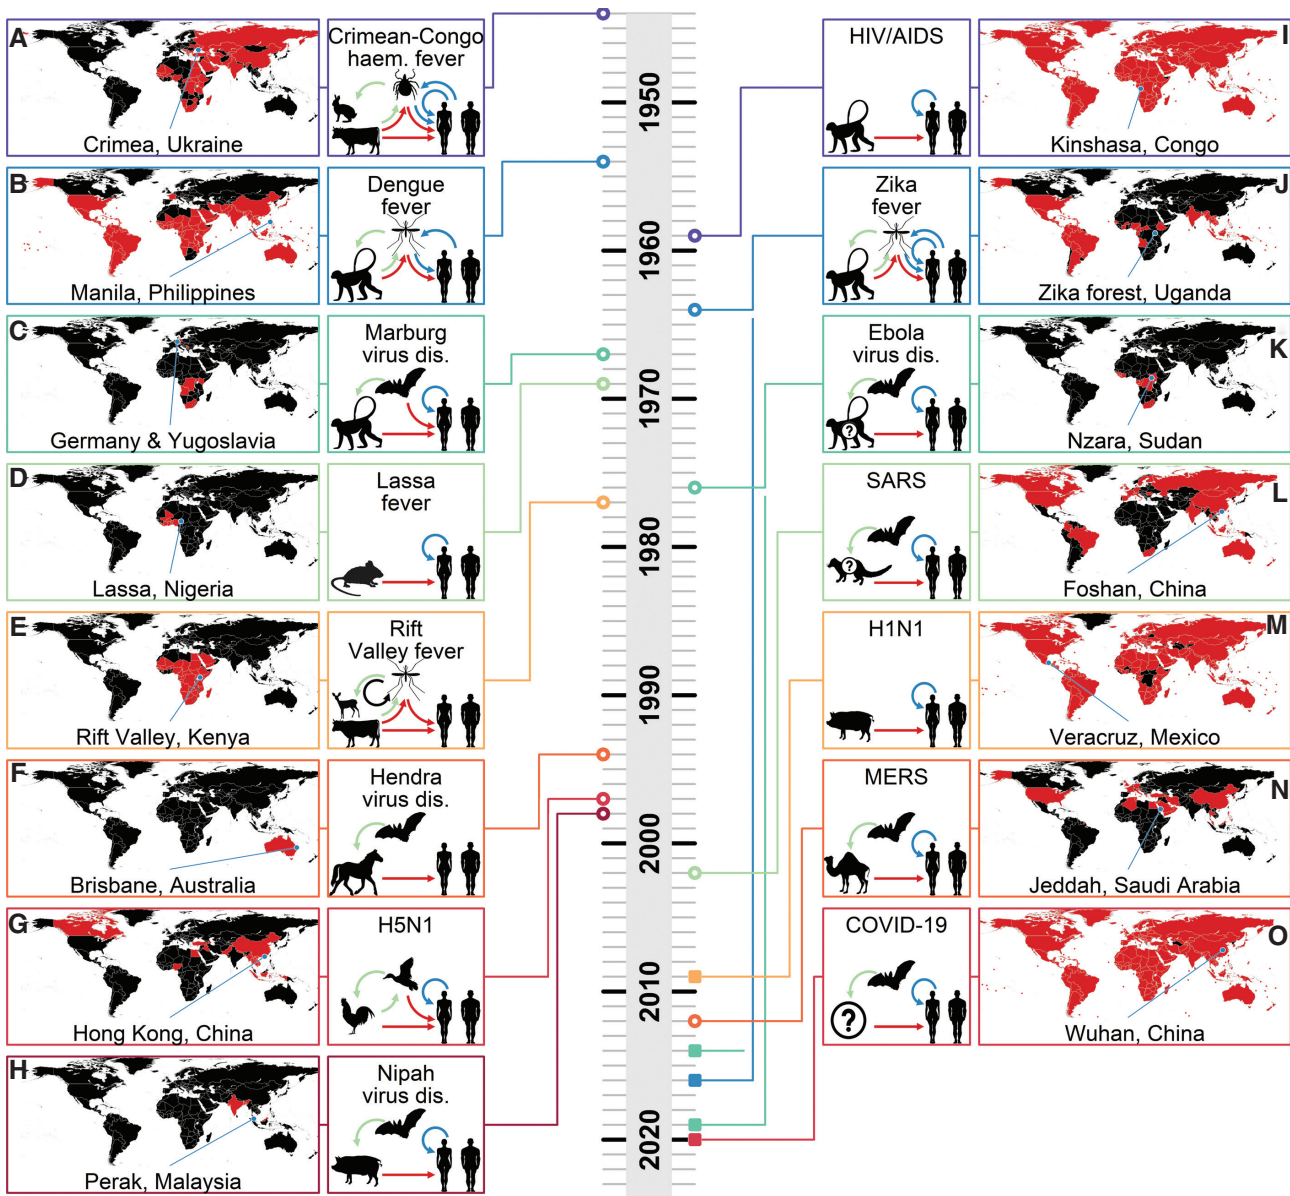 A
Crimea, Ukraine
Crimean-Congo
haem. fever
B
Manila, Philippines
Dengue
fever
C
Germany & Yugoslavia
Marburg
virus dis.
?
D
Lassa, Nigeria
Lassa
fever
E
Rift Valley, Kenya
Rift
Valley fever
F
Brisbane, Australia
Hendra
virus dis.
G
Hong Kong, China
H5N1
H
Perak, Malaysia
Nipah
virus dis.
1950
1960
1970
1980
1990
2000
2010
2020
HIV/AIDS
I
Kinshasa, Congo
Zika
fever
J
Zika forest, Uganda
Ebola
virus dis.
?
K
Nzara, Sudan
SARS
?
L
Foshan, China
H1N1
M
Veracruz, Mexico
MERS
N
Jeddah, Saudi Arabia
COVID-19
?
O
Wuhan, China